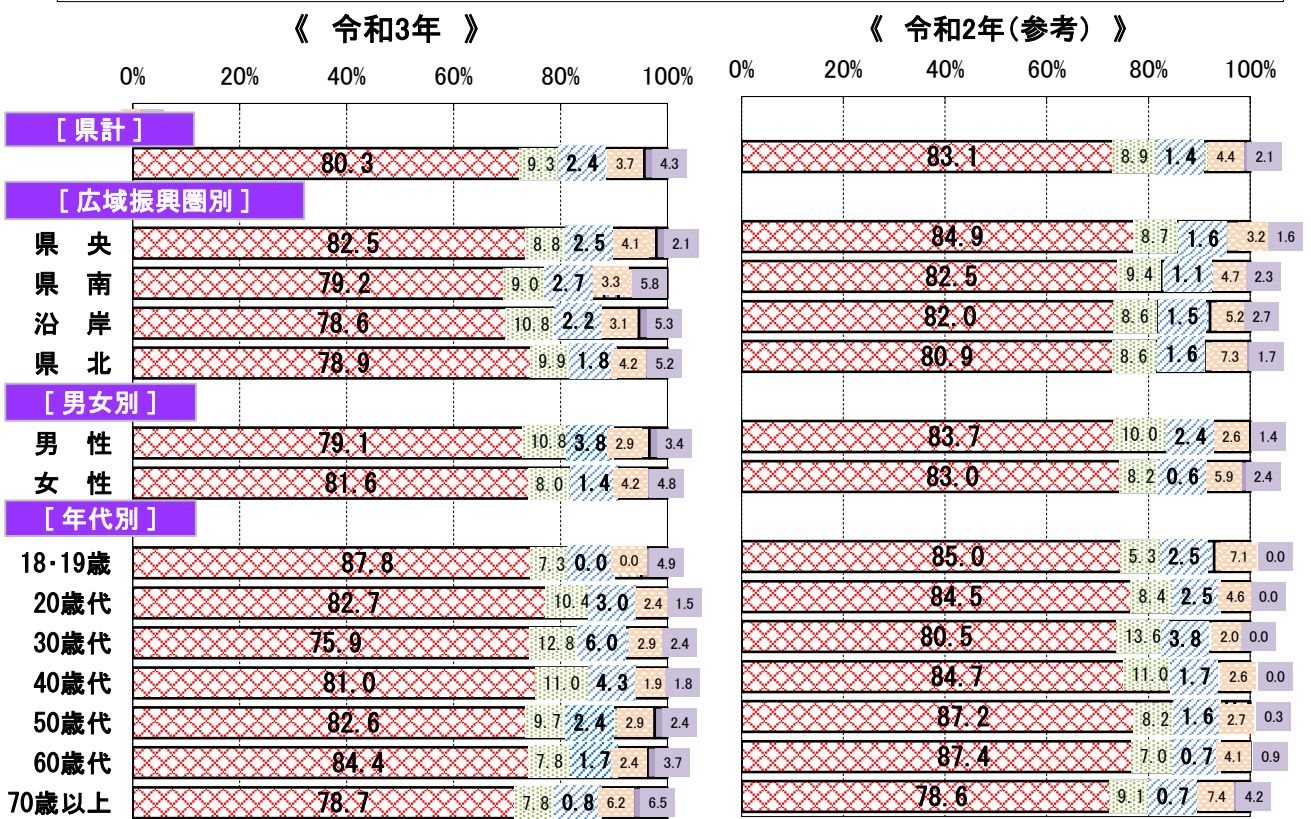 《 令和3年 》 《 令和2年(参考) 》
0% 20% 40% 60% 80% 100% 0% 20% 40% 60% 80% 100%
[ 県計 ]
80.3 9.3 2.4 3.7 4.3 83.1 8.9 1.4 4.4 2.1
[ 広域振興圏別 ]
県 央 82.5 8.8 2.5 4.1 2.1 84.9 8.7 1.6 3.2 1.6
県 南 79.2 9.0 2.7 3.3 5.8 82.5 9.4 1.1 4.7 2.3
沿 岸 78.6 10.8 2.2 3.1 5.3 82.0 8.6 1.5 5.2 2.7
県 北 78.9 9.9 1.8 4.2 5.2 80.9 8.6 1.6 7.3 1.7
[ 男女別 ]
男 性 79.1 10.8 3.8 2.9 3.4 83.7 10.0 2.4 2.6 1.4
女 性 81.6 8.0 1.4 4.2 4.8 83.0 8.2 0.6 5.9 2.4
[ 年代別 ]
18・19歳 87.8 7.3 0.0 0.0 4.9 85.0 5.3 2.5 7.1 0.0
20歳代 82.7 10.4 3.0 2.4 1.5 84.5 8.4 2.5 4.6 0.0
30歳代 75.9 12.8 6.0 2.9 2.4 80.5 13.6 3.8 2.0 0.0
40歳代 81.0 11.0 4.3 1.9 1.8 84.7 11.0 1.7 2.6 0.0
50歳代 82.6 9.7 2.4 2.9 2.4 87.2 8.2 1.6 2.7 0.3
60歳代 84.4 7.8 1.7 2.4 3.7 87.4 7.0 0.7 4.1 0.9
70歳以上 78.7 7.8 0.8 6.2 6.5 78.6 9.1 0.7 7.4 4.2